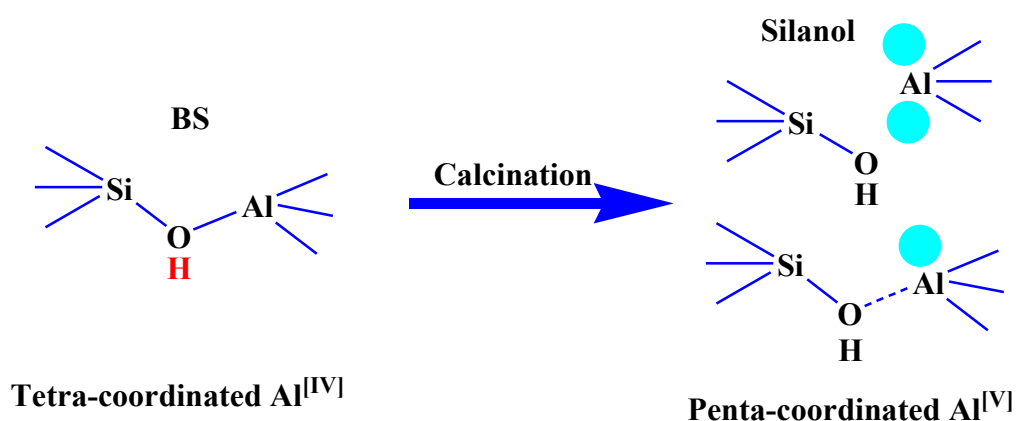 Silanol
Al
Si
O
H
BS
Si
Al
O
H
Calcination
Si
Al
O
H
Tetra-coordinated Al[IV]
Penta-coordinated Al[V]